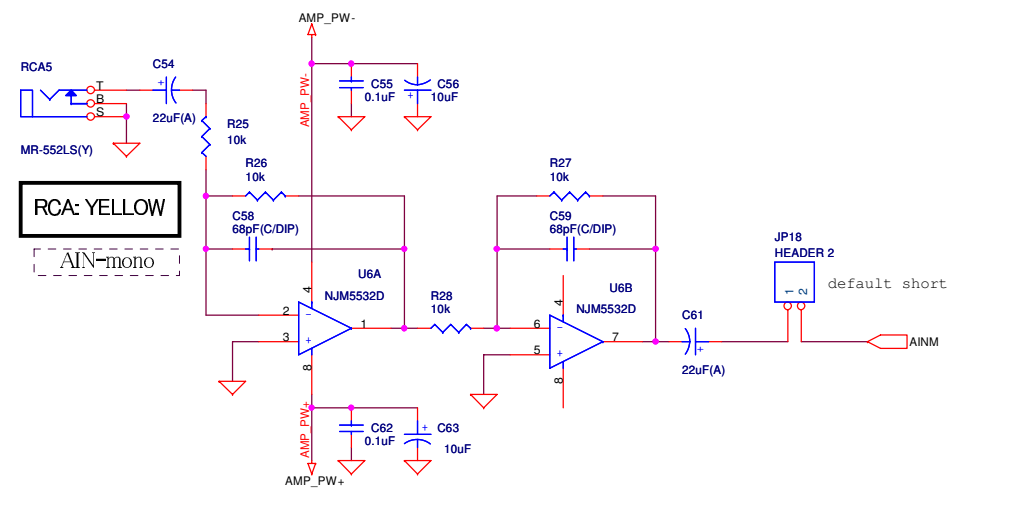 AMP_PW-
RCA5
C54
T
B
S
+
22uF(A)
MR-552LS(Y)
R25
10k
AMP_PW-
C55
0.1uF
C56
10uF
+
RCA: YELLOW
AIN-mono
R26
10k
C58
68pF(C/DIP)
R27
10k
C59
68pF(C/DIP)
JP18
HEADER 2
1 2
default short
U6A
NJM5532D
4
2
3
1
8
-
+
R28
10k
U6B
NJM5532D
4
6
5
7
8
-
+
C61
+
22uF(A)
AINM
AMP_PW+
C62
0.1uF
C63
10uF
+
AMP_PW+